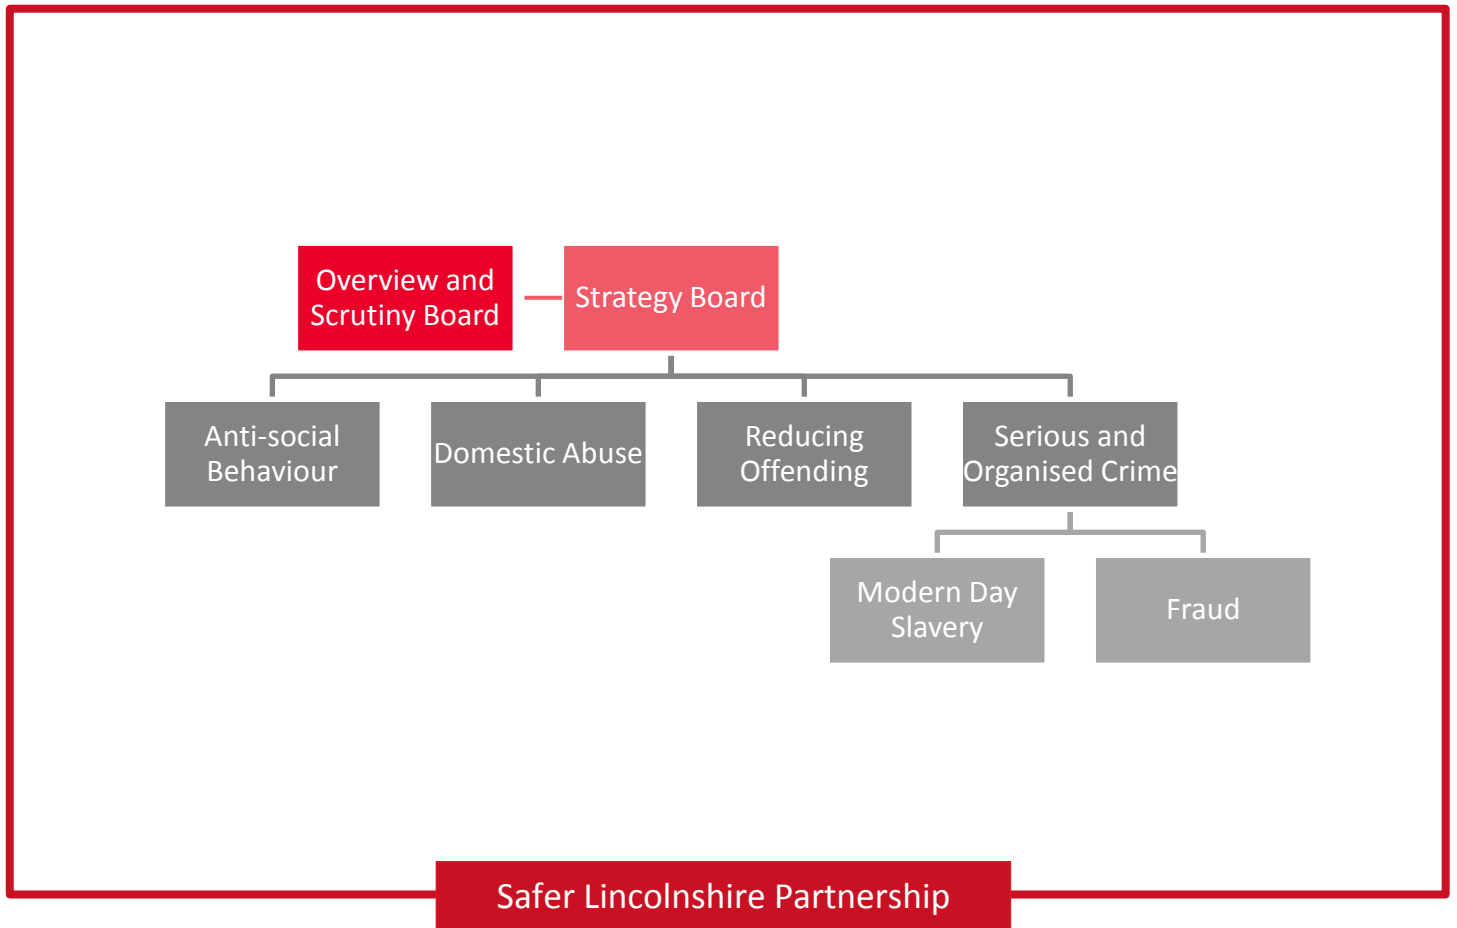 Overview and
Scrutiny Board
Strategy Board
Anti-social
Behaviour
Domestic Abuse
Reducing
Offending
Serious and
Organised Crime
Modern Day
Slavery
Fraud
Safer Lincolnshire Partnership